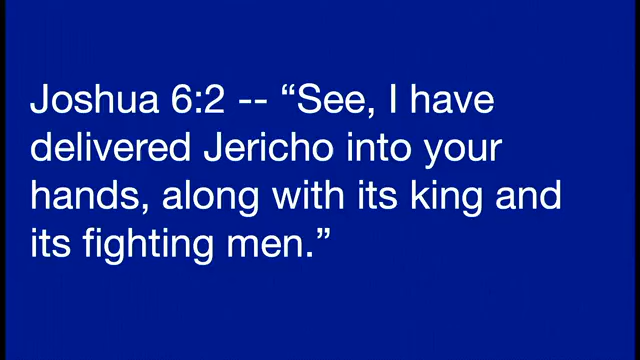 Joshua 6:2 -- “See, I have
delivered Jericho into your
hands, along with its king and
its fighting men.”